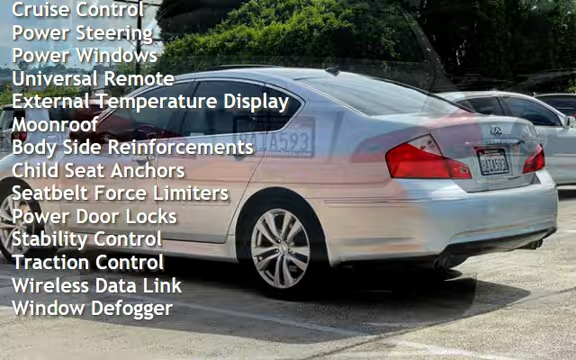 Cruise Control
Power Steering
Power Windows
Universal Remote
External Temperature Display
Moonroof
Body Side Reinforcements
Child Seat Anchors
Seatbelt Force Limiters
Power Door Locks
Stability Control
Traction Control
Wireless Data Link
Window Defogger